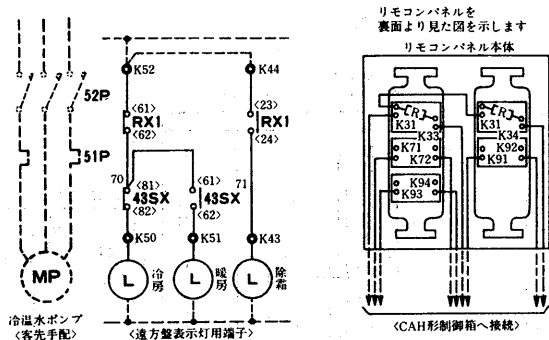 52P
51P
MP
冷温水ポンプ
〈客先手配〉
K52
K44
〈61〉
RX1
〈62〉
〈23〉
RX1
〈24〉
70
〈81〉
43SX
〈82〉
〈61〉
43SX
〈62〉
71
K50
K51
K43
L
冷房
L
暖房
L
除霜
〈遠方盤表示灯用端子〉
リモコンパネルを
裏面より見た図を示します
リモコンパネル本体
R
K31
K33
K71
K72
K94
K93
R
K31
K34
K92
K91
〈CAH形制御箱へ接続〉